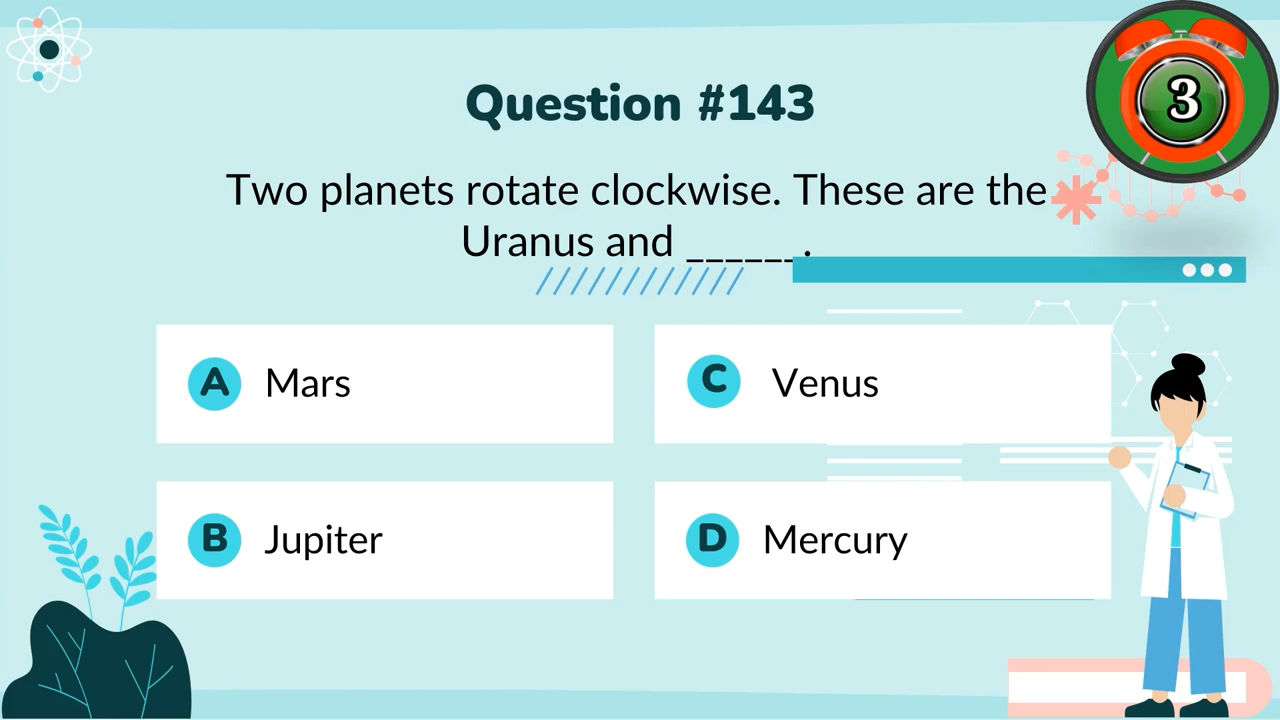 3
Question #143
Two planets rotate clockwise. These are the
Uranus and ______.
A Mars
C Venus
B Jupiter
D Mercury